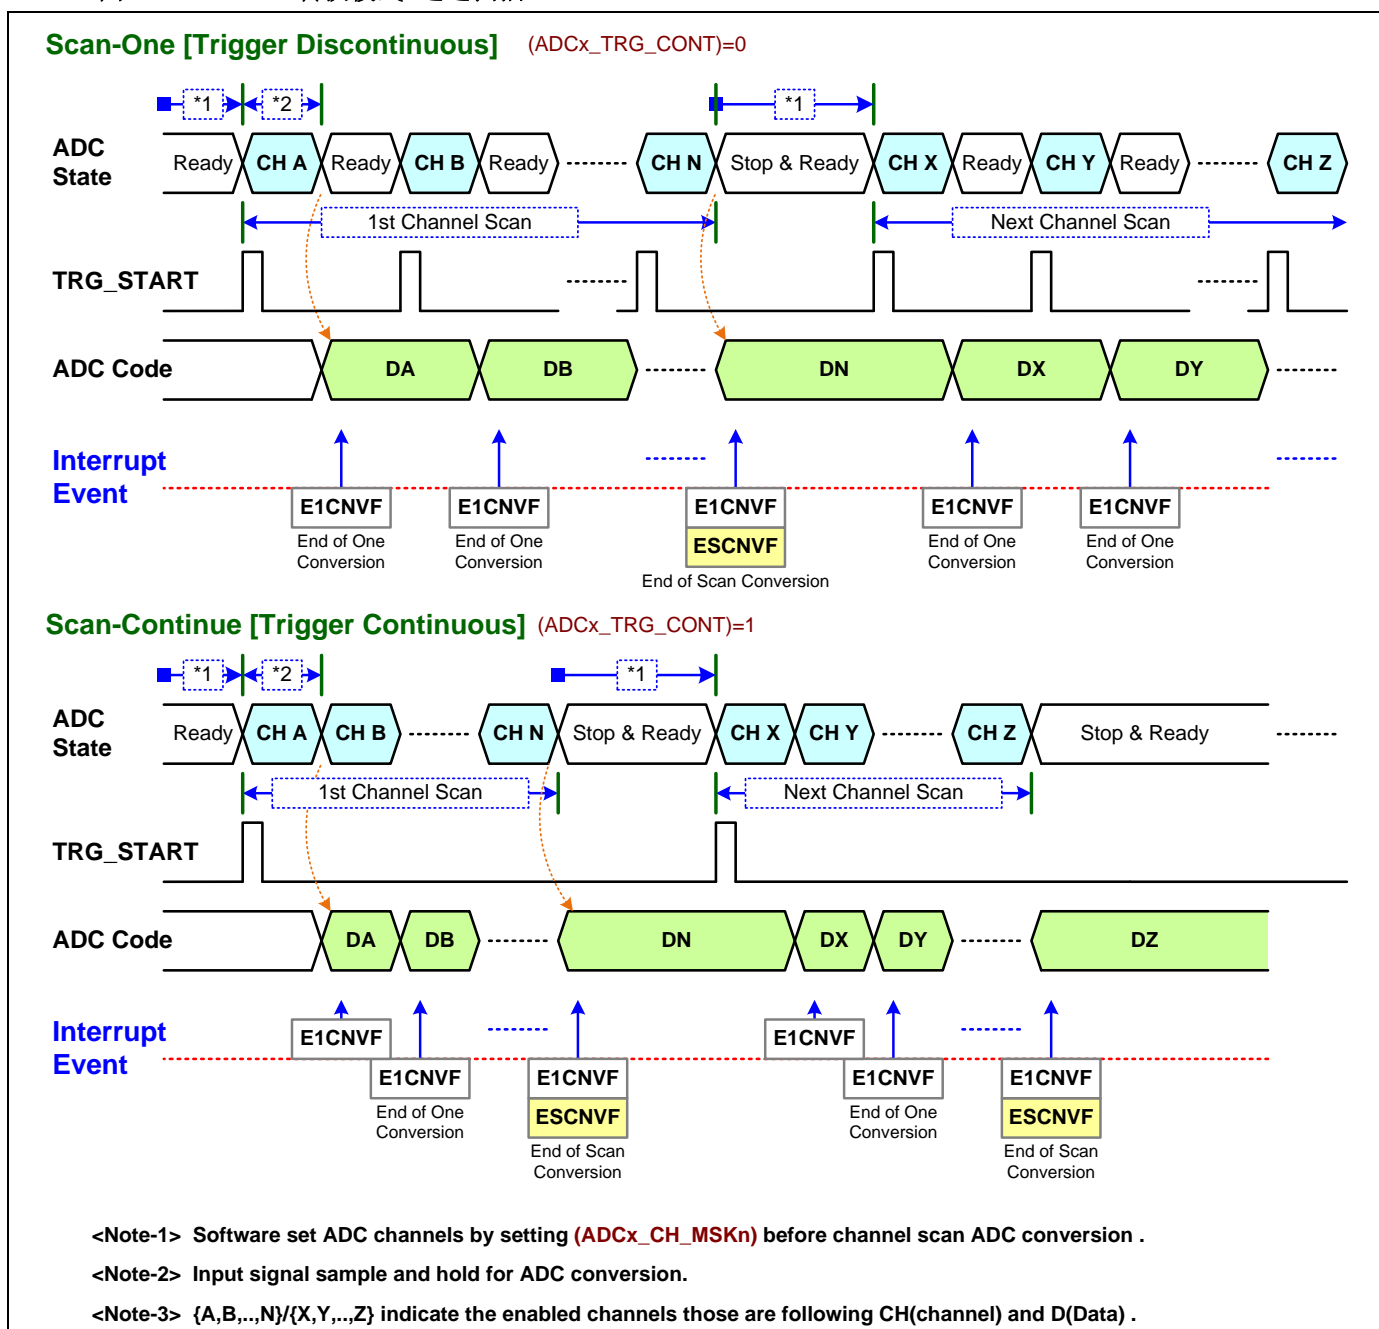 Scan-One [Trigger Discontinuous] (ADCx_TRG_CONT)=0
*1 *2 *1
ADC State Ready CH A Ready CH B Ready CH N Stop & Ready CH X Ready CH Y Ready CH Z
1st Channel Scan Next Channel Scan
TRG_START
ADC Code DA DB DN DX DY
Interrupt Event
E1CNVF E1CNVF E1CNVF E1CNVF E1CNVF
End of One Conversion End of One Conversion ESCNVF End of One Conversion End of One Conversion
End of Scan Conversion
Scan-Continue [Trigger Continuous] (ADCx_TRG_CONT)=1
*1 *2 *1
ADC State Ready CH A CH B CH N Stop & Ready CH X CH Y CH Z Stop & Ready
1st Channel Scan Next Channel Scan
TRG_START
ADC Code DA DB DN DX DY DZ
Interrupt Event
E1CNVF E1CNVF
E1CNVF E1CNVF E1CNVF E1CNVF
End of One Conversion ESCNVF End of One Conversion ESCNVF
End of Scan Conversion End of Scan Conversion
<Note-1> Software set ADC channels by setting (ADCx_CH_MSKn) before channel scan ADC conversion .
<Note-2> Input signal sample and hold for ADC conversion.
<Note-3> {A,B,..,N}/{X,Y,..,Z} indicate the enabled channels those are following CH(channel) and D(Data) .